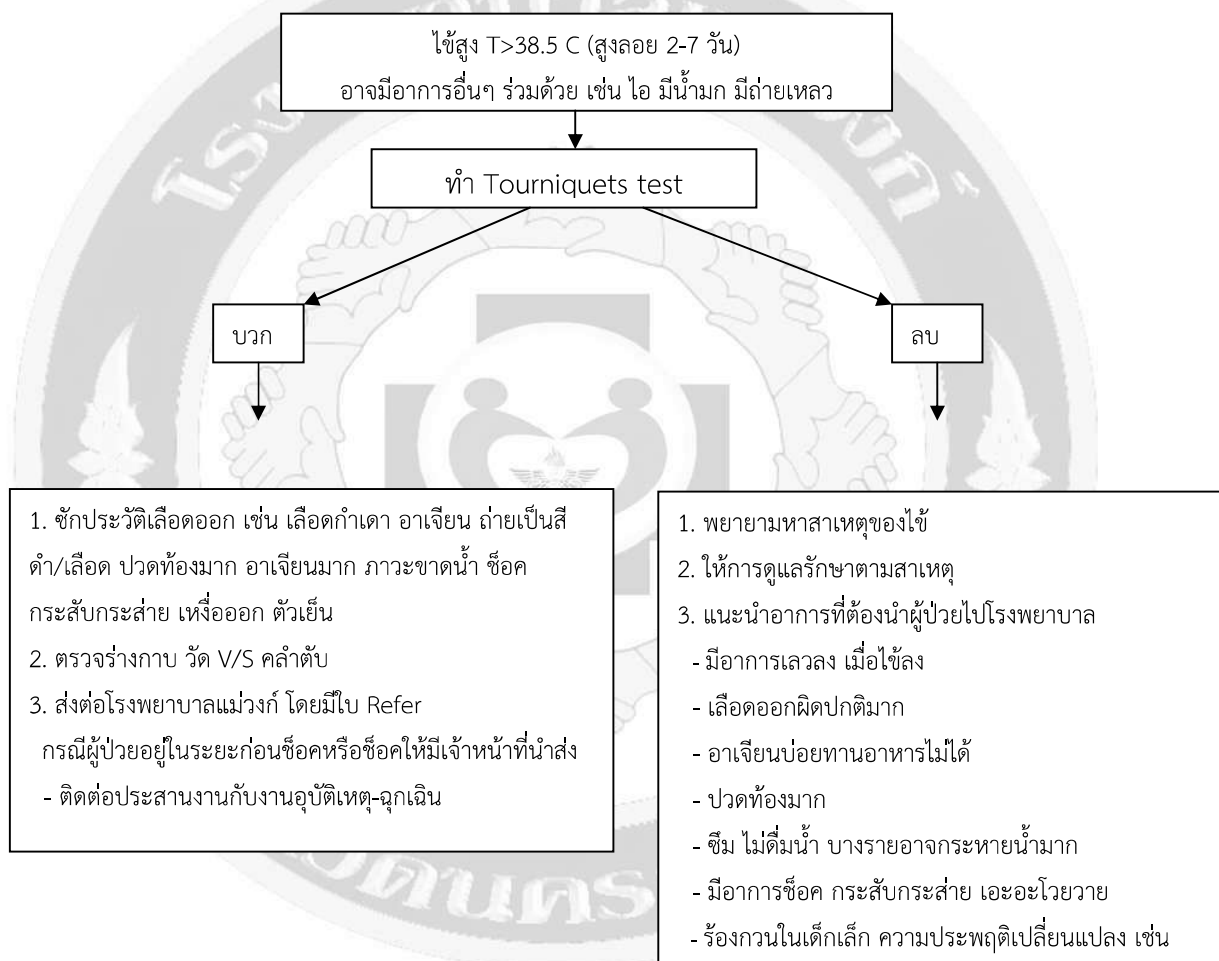 ไข้สูง T>38.5 C (สูงลอย 2-7 วัน)
อาจมีอาการอื่นๆ ร่วมด้วย เช่น ไอ มีน้ำมูก มีถ่ายเหลว
ทำ Tourniquets test
บวก
ลบ
1. ซักประวัติเลือดออก เช่น เลือดกำเดา อาเจียน ถ่ายเป็นสี
ดำ/เลือด ปวดท้องมาก อาเจียนมาก ภาวะขาดน้ำ ช็อค
กระสับกระส่าย เหงื่อออก ตัวเย็น
2. ตรวจร่างกาบ วัด V/S คลำตับ
3. ส่งต่อโรงพยาบาลแม่วงก์ โดยมีใบ Refer
กรณีผู้ป่วยอยู่ในระยะก่อนช็อคหรือช็อคให้มีเจ้าหน้าที่นำส่ง
- ติดต่อประสานงานกับงานอุบัติเหตุ-ฉุกเฉิน
1. พยายามหาสาเหตุของไข้
2. ให้การดูแลรักษาตามสาเหตุ
3. แนะนำอาการที่ต้องนำผู้ป่วยไปโรงพยาบาล
- มีอาการเลวลง เมื่อไข้ลง
- เลือดออกผิดปกติมาก
- อาเจียนบ่อยทานอาหารไม่ได้
- ปวดท้องมาก
- ซึม ไม่ดื่มน้ำ บางรายอาจกระหายน้ำมาก
- มีอาการช็อค กระสับกระส่าย เอะอะโวยวาย
- ร้องกวนในเด็กเล็ก ความประพฤติเปลี่ยนแปลง เช่น